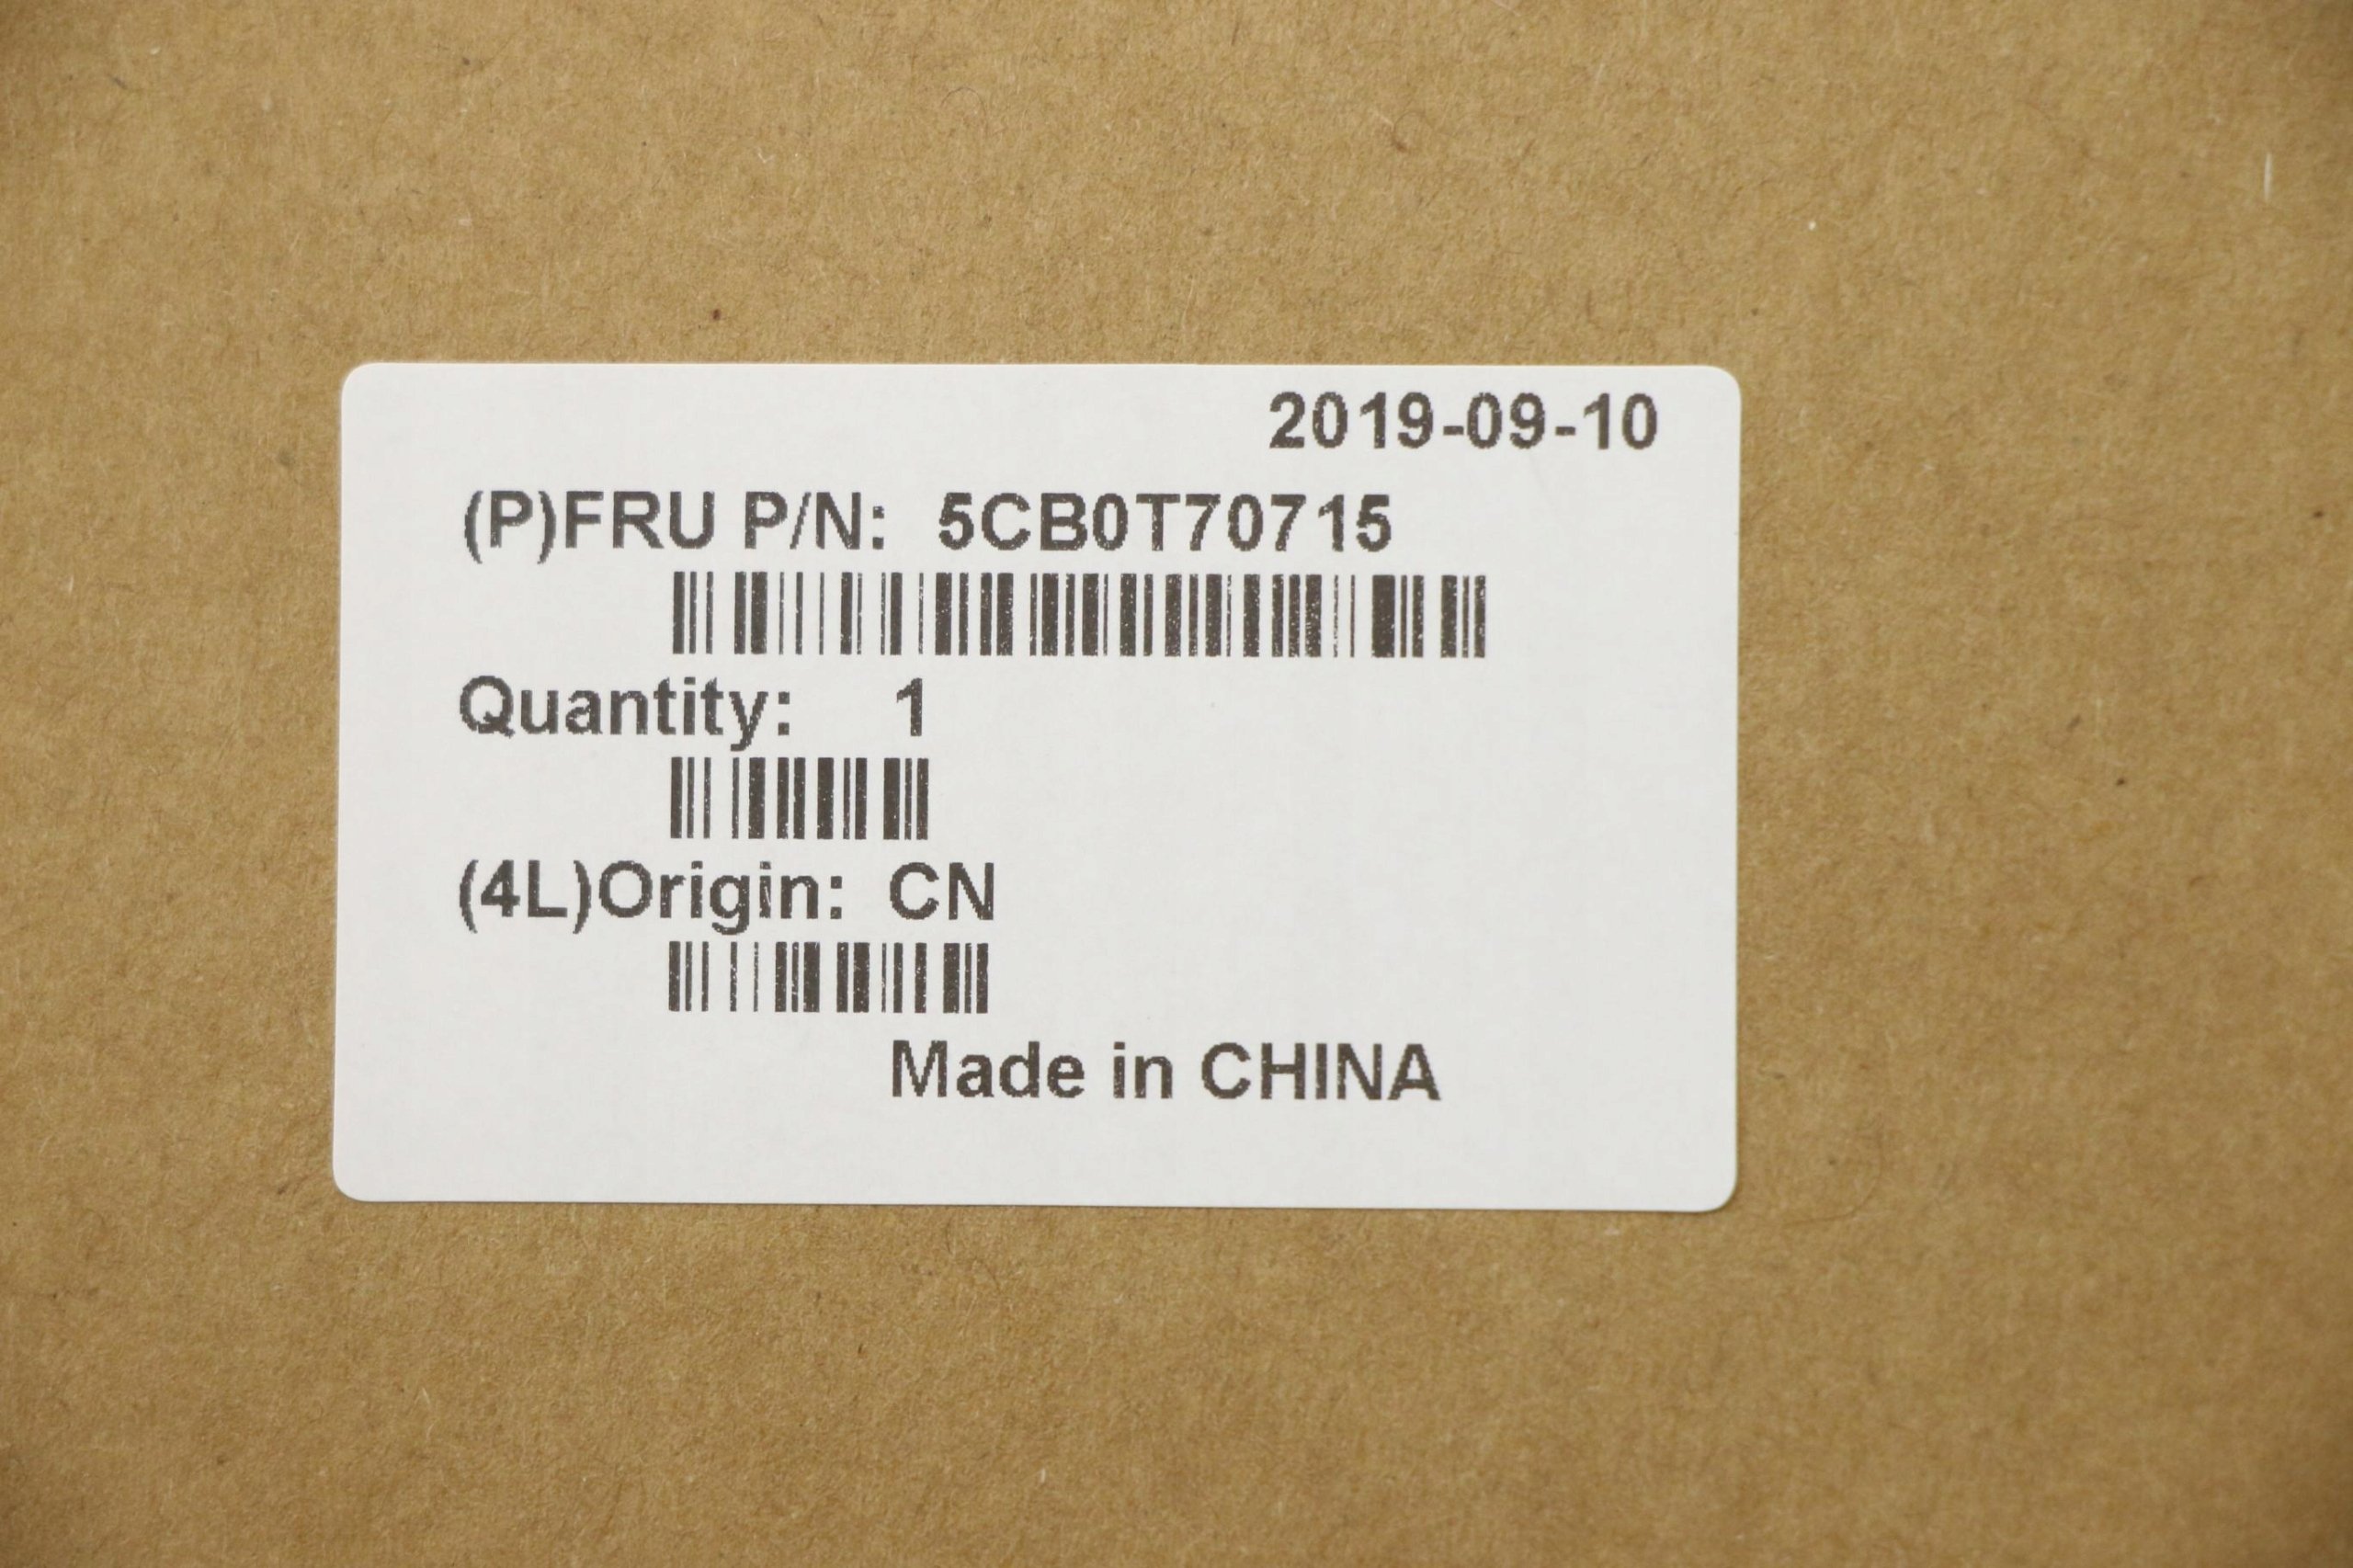 2019-09-10
(P)FRU P/N: 5CB0T70715
Quantity: 1
(4L)Origin: CN
Made in CHINA